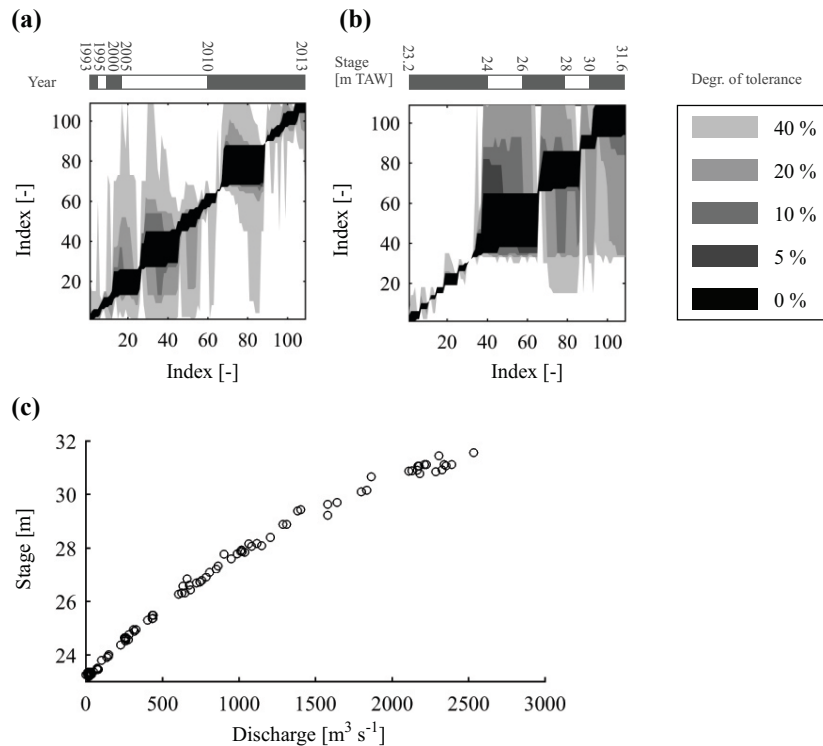 (a)
Year
1993
1995
2000
2005
2010
2013
Index [-]
100
80
60
40
20
20 40 60 80 100
Index [-]
(b)
Stage
[m TAW]
23.2
24
26
28
30
31.6
Index [-]
100
80
60
40
20
20 40 60 80 100
Index [-]
Degr. of tolerance
40 %
20 %
10 %
5 %
0 %
(c)
Stage [m]
32
30
28
26
24
0 500 1000 1500 2000 2500 3000
Discharge [m³ s⁻¹]